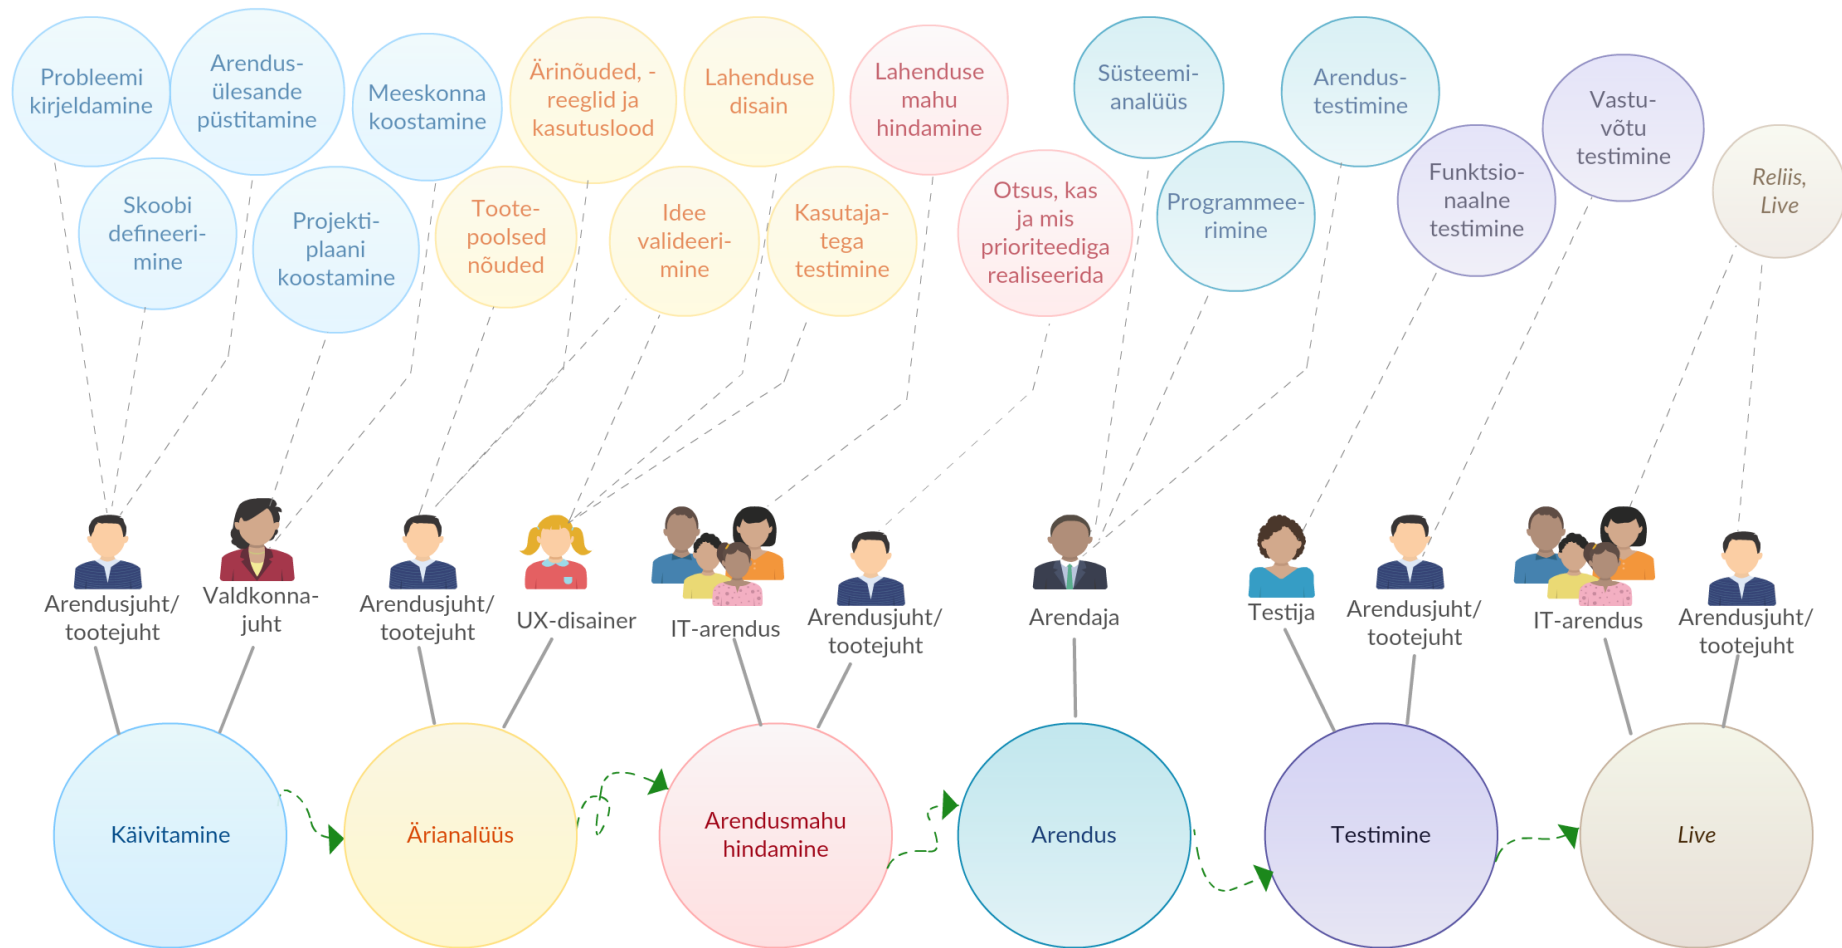 Probleemi
kirjeldamine
Arendus-
ülesande
püstitamine
Meeskonna
koostamine
Ärinõuded, -
reeglid ja
kasutuslood
Lahenduse
disain
Lahenduse
mahu
hindamine
Süsteemi-
analüüs
Arendus-
testimine
Vastu-
võtu
testimine
Skoobi
defineeri-
mine
Projekti-
plaani
koostamine
Toote-
poolsed
nõuded
Idee
valideeri-
mine
Kasutaja-
tega
testimine
Otsus, kas
ja mis
prioriteediga
realiseerida
Programmee-
rimine
Funktsio-
naalne
testimine
Reliis,
Live
Arendusjuht/
tootejuht
Valdkonna-
juht
Arendusjuht/
tootejuht
UX-disainer
IT-arendus
Arendusjuht/
tootejuht
Arendaja
Testija
Arendusjuht/
tootejuht
IT-arendus
Arendusjuht/
tootejuht
Käivitamine
Ärianalüüs
Arendusmahu
hindamine
Arendus
Testimine
Live